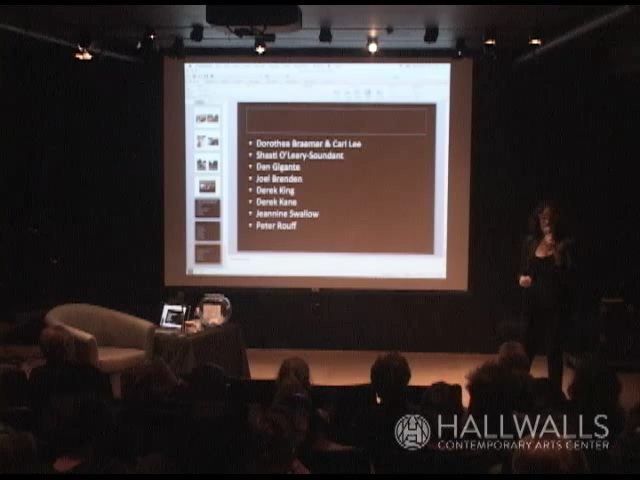 Dorothea Braemer & Carl Lee
Shasti O'Leary-Soundant
Dan Gigante
Joel Brenden
Derek King
Derek Kane
Jeannine Swallow
Peter Rouff
HALLWALLS
CONTEMPORARY ARTS CENTER